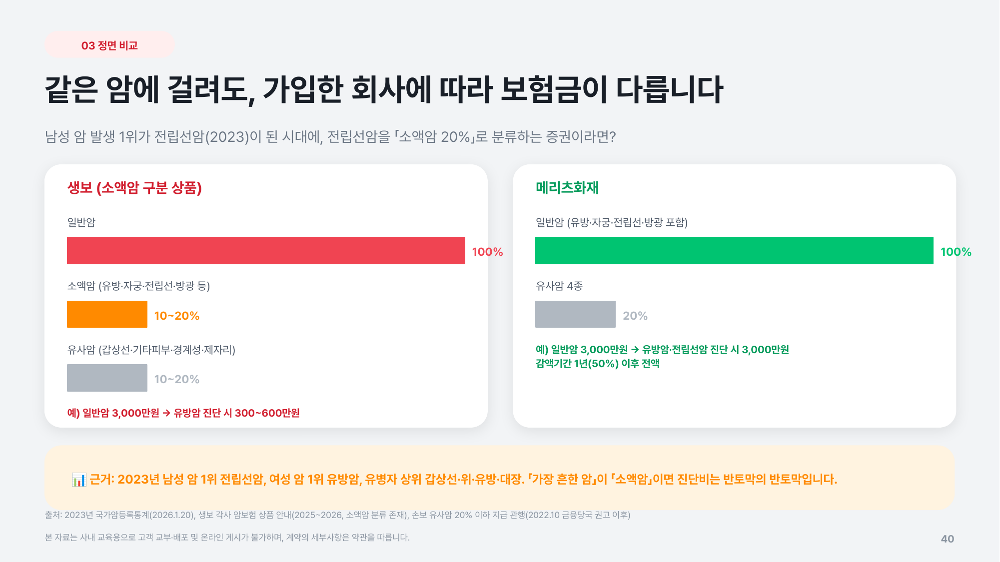 03 정면 비교
같은 암에 걸려도, 가입한 회사에 따라 보험금이 다릅니다
남성 암 발생 1위가 전립선암(2023)이 된 시대에, 전립선암을 「소액암 20%」로 분류하는 증권이라면?
생보 (소액암 구분 상품)
일반암
100%
소액암 (유방·자궁·전립선·방광 등)
10~20%
유사암 (갑상선·기타피부·경계성·제자리)
10~20%
예) 일반암 3,000만원 → 유방암 진단 시 300~600만원
메리츠화재
일반암 (유방·자궁·전립선·방광 포함)
100%
유사암 4종
20%
예) 일반암 3,000만원 → 유방암·전립선암 진단 시 3,000만원
감액기간 1년(50%) 이후 전액
📊 근거: 2023년 남성 암 1위 전립선암, 여성 암 1위 유방암, 유병자 상위 갑상선·위·유방·대장. 「가장 흔한 암」이 「소액암」이면 진단비는 반토막의 반토막입니다.
출처: 2023년 국가암등록통계(2026.1.20), 생보 각사 암보험 상품 안내(2025~2026, 소액암 분류 존재), 손보 유사암 20% 이하 지급 관행(2022.10 금융당국 권고 이후)
본 자료는 사내 교육용으로 고객 교부·배포 및 온라인 게시가 불가하며, 계약의 세부사항은 약관을 따릅니다.
40